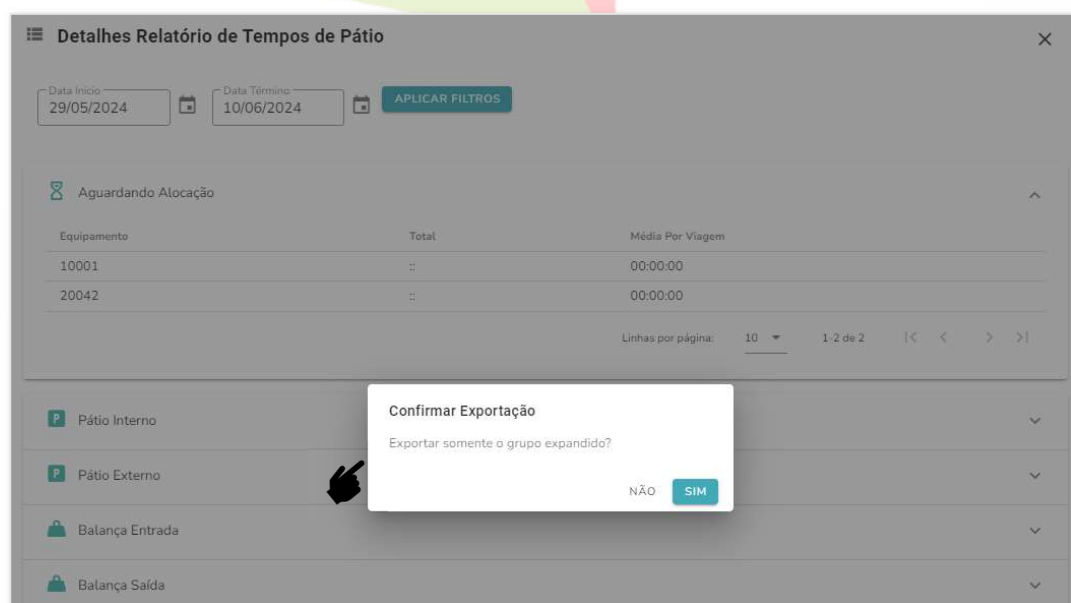 Detalhes Relatório de Tempos de Pátio
Data Início Data Término
29/05/2024 10/06/2024 APLICAR FILTROS
Aguardando Alocação
Equipamento Total Média Por Viagem
10001 :: 00:00:00
20042 :: 00:00:00
Linhas por página: 10 1-2 de 2
P Pátio Interno
P Pátio Externo
Balança Entrada
Balança Saída
Confirmar Exportação
Exportar somente o grupo expandido?
NÃO SIM